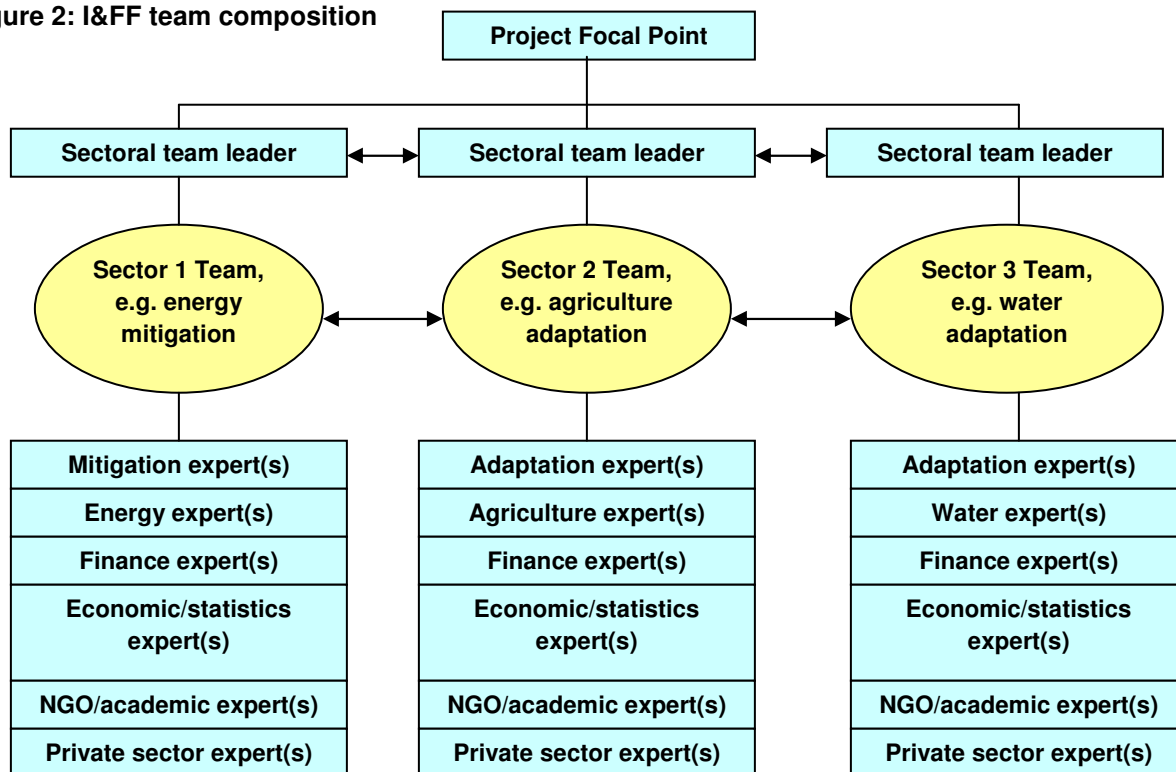 gure 2: I&FF team composition
Project Focal Point
Sectoral team leader
Sectoral team leader
Sectoral team leader
Sector 1 Team,
e.g. energy
mitigation
Sector 2 Team,
e.g. agriculture
adaptation
Sector 3 Team,
e.g. water
adaptation
Mitigation expert(s)
Energy expert(s)
Finance expert(s)
Economic/statistics
expert(s)
NGO/academic expert(s)
Private sector expert(s)
Adaptation expert(s)
Agriculture expert(s)
Finance expert(s)
Economic/statistics
expert(s)
NGO/academic expert(s)
Private sector expert(s)
Adaptation expert(s)
Water expert(s)
Finance expert(s)
Economic/statistics
expert(s)
NGO/academic expert(s)
Private sector expert(s)